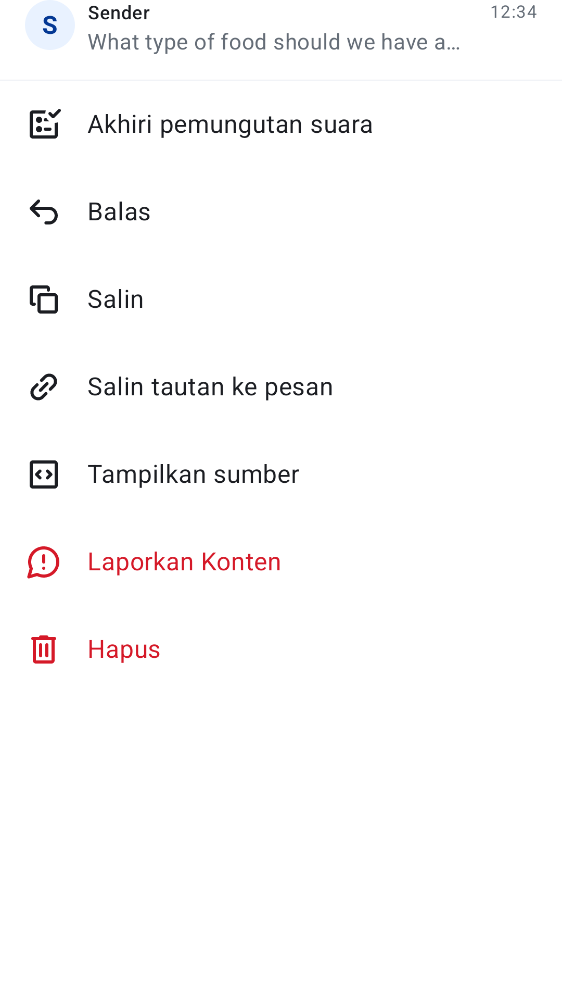 S
Sender
12:34
What type of food should we have a…
Akhiri pemungutan suara
Balas
Salin
Salin tautan ke pesan
Tampilkan sumber
Laporkan Konten
Hapus